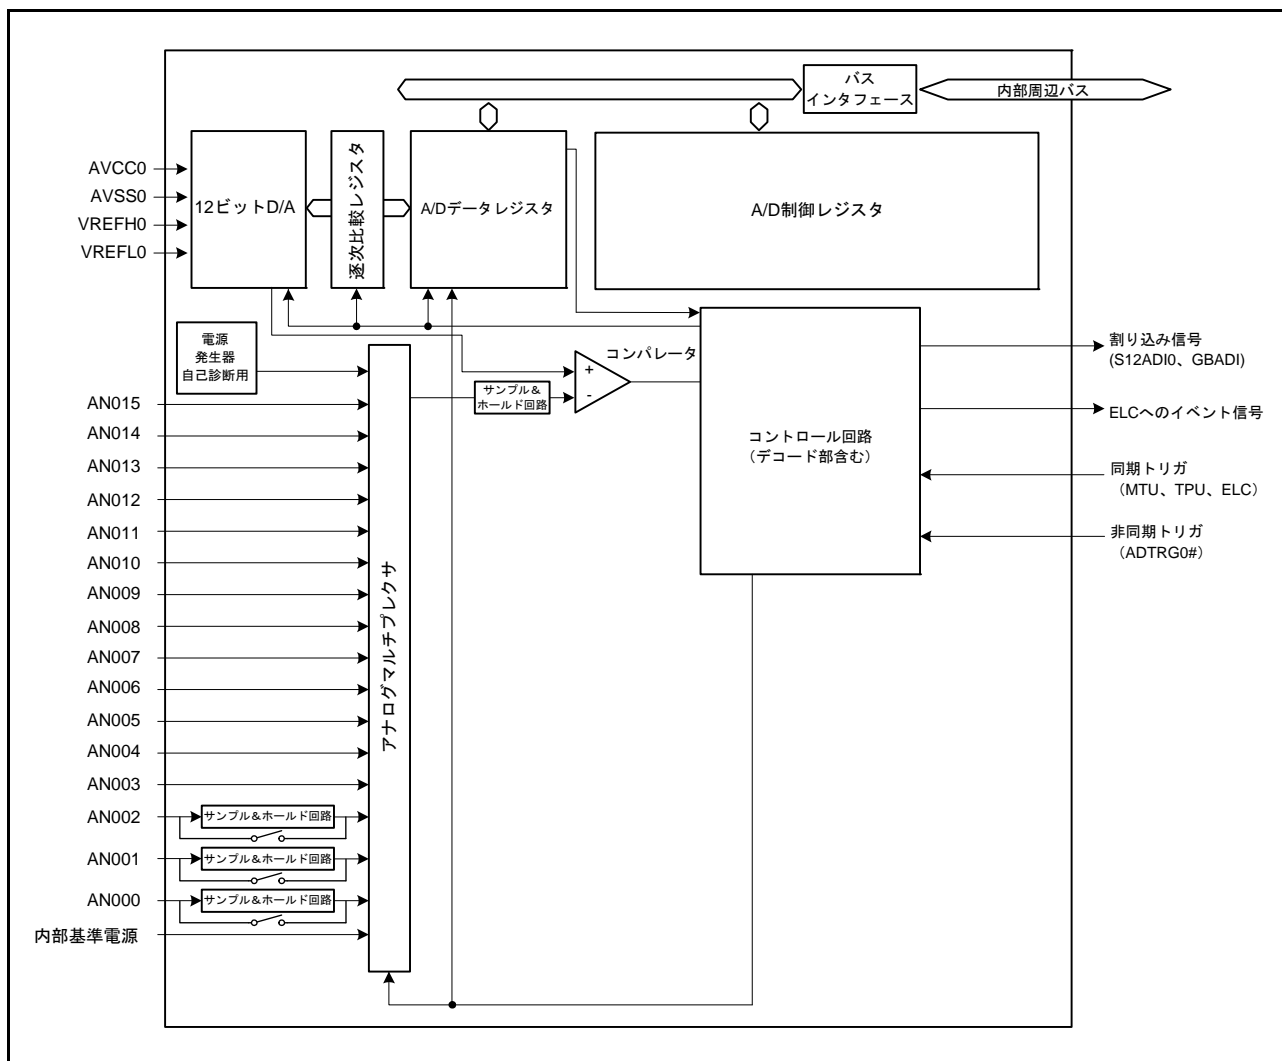 バス
インタフェース
内部周辺バス
AVCC0
AVSS0
VREFH0
VREFL0
12ビットD/A
逐次比較レジスタ
A/Dデータレジスタ
A/D制御レジスタ
電源
発生器
自己診断用
コンパレータ
+
-
サンプル&
ホールド回路
コントロール回路
(デコード部含む)
割り込み信号
(S12ADI0、GBADI)
ELCへのイベント信号
同期トリガ
(MTU、TPU、ELC)
非同期トリガ
(ADTRG0#)
アナログマルチプレクサ
AN015
AN014
AN013
AN012
AN011
AN010
AN009
AN008
AN007
AN006
AN005
AN004
AN003
AN002
サンプル&ホールド回路
AN001
サンプル&ホールド回路
AN000
サンプル&ホールド回路
内部基準電源